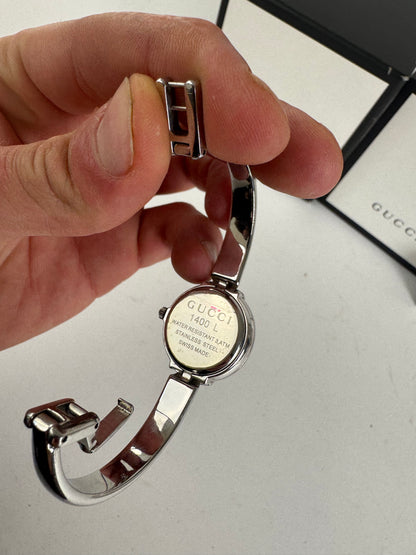 GUCCI
GUCCI
1400 L
WATER RESISTANT 3 ATM
STAINLESS STEEL
SWISS MADE